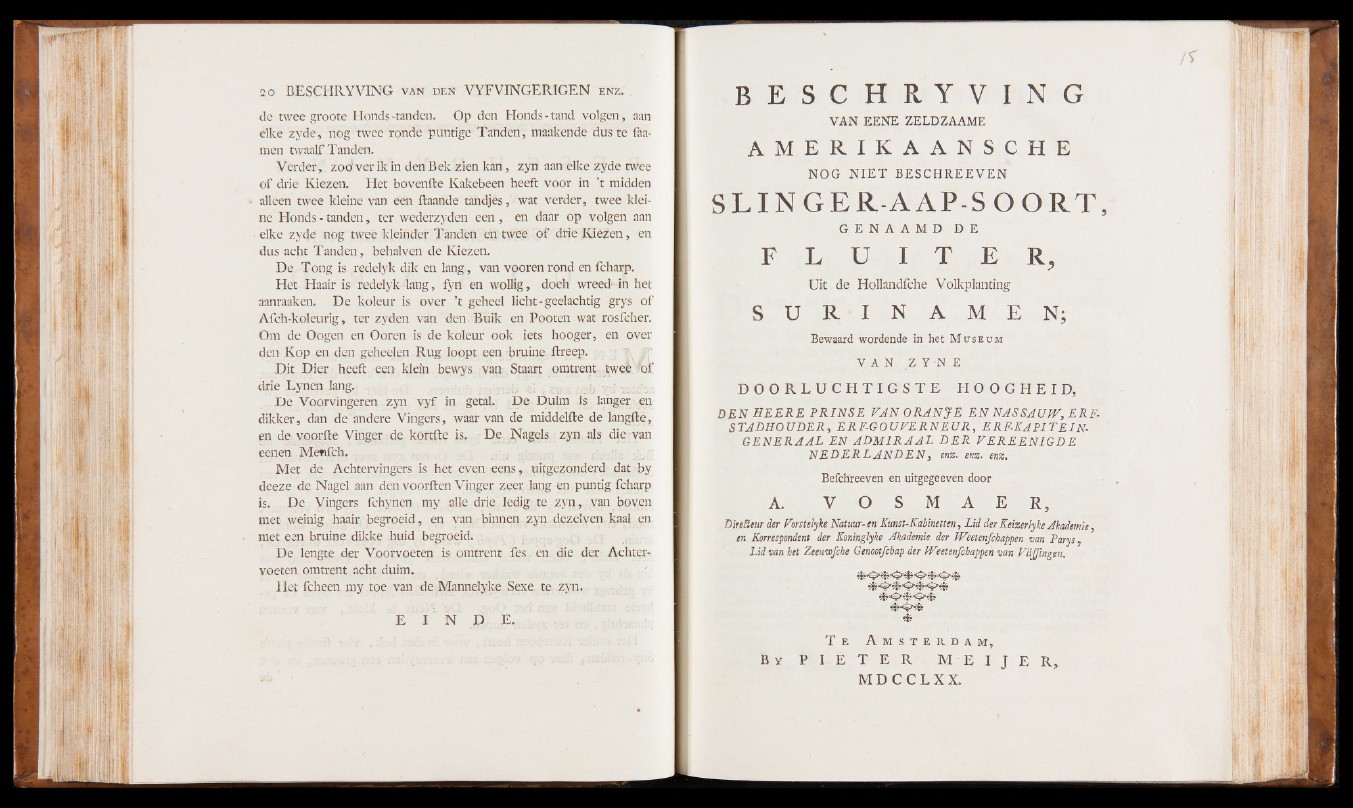 20 BESCHRYVING VAN DEN VYFVINGERIGEN ENZ.
de twee groote Honds-tanden. Op den Honds-tand volgen, aan
elke zyde, nog twee ronde puntige Tanden, maakende dus te ſaa-
men twaalf Tanden.
Verder, zoo ver ik in den Bek zien kan, zyn aan elke zyde twee
of drie Kiezen. Het bovenſte Kakebeen heeft voor in 't midden
alleen twee kleine van een ſtaande tandjes, wat verder, twee klei-
ne Honds-tanden, ter wederzyden een, en daar op volgen aan
elke zyde nog twee kleinder Tanden en twee of drie Kiezen, en
dus acht Tanden, behalven de Kiezen.
De Tong is redelyk dik en lang, van vooren rond en ſcharp.
Het Haair is redelyk lang, fyn en wollig, doch wreed in het
aanraaken. De koleur is over 't geheel licht-geelachtig grys of
Aſch-koleurig, ter zyden van den Buik en Pooten wat rosſcher.
Om de Oogen en Ooren is de koleur ook iets hooger, en over
den Kop en den geheelen Rug loopt een bruine ſtreep.
Dit Dier heeft een klein bewys van Staart omtrent twee of
drie Lynen lang.
De Voorvingeren zyn vyf in getal. De Duim is langer en
dikker, dan de andere Vingers, waar van de middelſte de langſte,
en de voorſte Vinger de kortſte is. De Nagels zyn als die van
eenen Menſch.
Met de Achtervingers is het even eens, uitgezonderd dat by
deeze de Nagel aan den voorſten Vinger zeer lang en puntig ſcharp
is. De Vingers ſchynen my alle drie ledig te zyn, van boven
met weinig haair begroeid, en van binnen zyn dezelven kaal en
met een bruine dikke huid begroeid.
De lengte der Voorvoeten is omtrent ſes en die der Achter-
voeten omtrent acht duim.
Het ſcheen my toe van de Mannelyke Sexe te zyn.
EINDE.
15
BESCHRYVING
VAN EENE ZELDZAAME
AMERIKAANSCHE
NOG NIET BESCHREEVEN
SLINGER-AAP-SOORT,
GENAAMD DE
FLUITER,
Uit de Hollandſche Volkplanting
SURINAMEN;
Bewaard wordende in het MUSEUM
VAN ZYNE
DOORLUCHTIGSTE HOOGHEID,
DEN HEERE PRINSE VAN ORANJE EN NASSAUW, ERF-
STADHOUDER, ERF-GOUVERNEUR, ERF-KAPITEIN-
GENERAAL EN ADMIRAAL DER VEREENIGDE
NEDERLANDEN, enz. enz. enz.
Beſchreeven en uitgegeeven door
A. VOSMAER,
Directeur der Vorstelyke Natuur- en Kunst-Kabinetten, Lid der Keizerlyke Akademie,
en Korrespondent der Koninglyke Akademie der Weetenſchappen van Parys,
Lid van het Zeeuwſche Genootſchap der Weetenſchappen van Vliſſingen.
TE AMSTERDAM,
By PIETER MEIJER,
MDCCLXX.